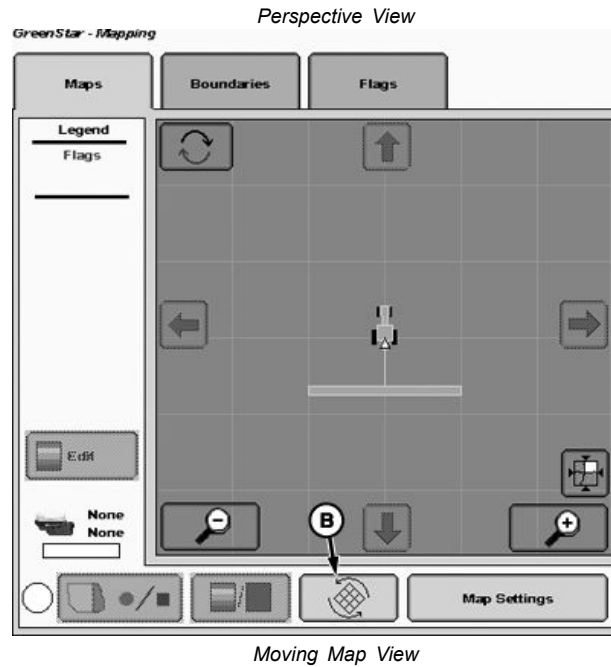 Perspective View
GreenStar - Mapping
Maps Boundaries Flags
Legend
Flags
Edit
None
None
B
Map Settings
Moving Map View